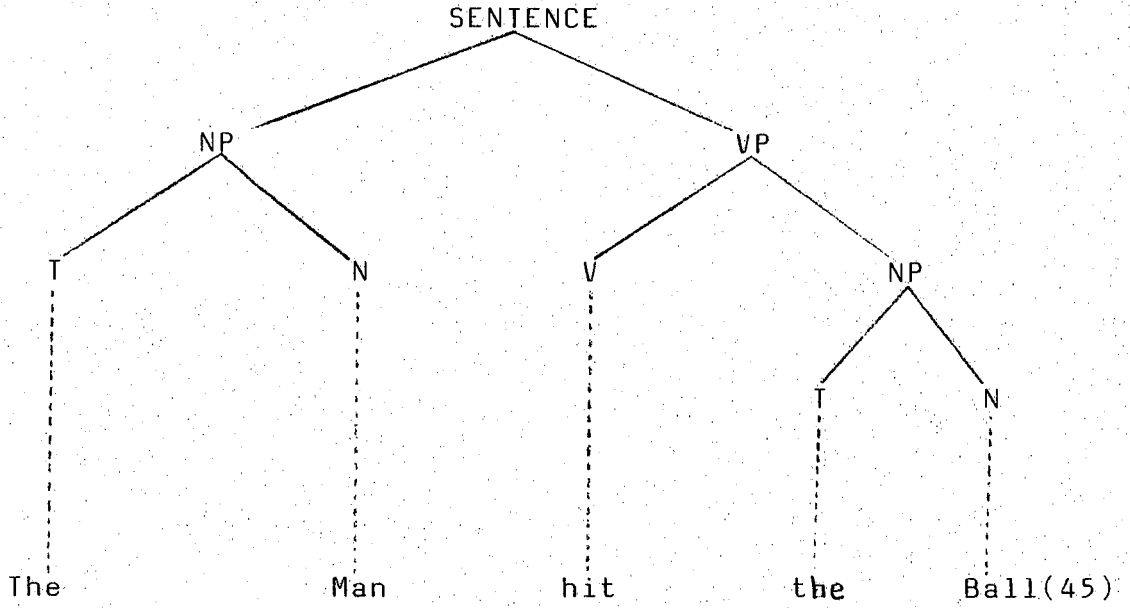 SENTENCE
NP VP
T N V NP
T N
The Man hit the Ball(45)